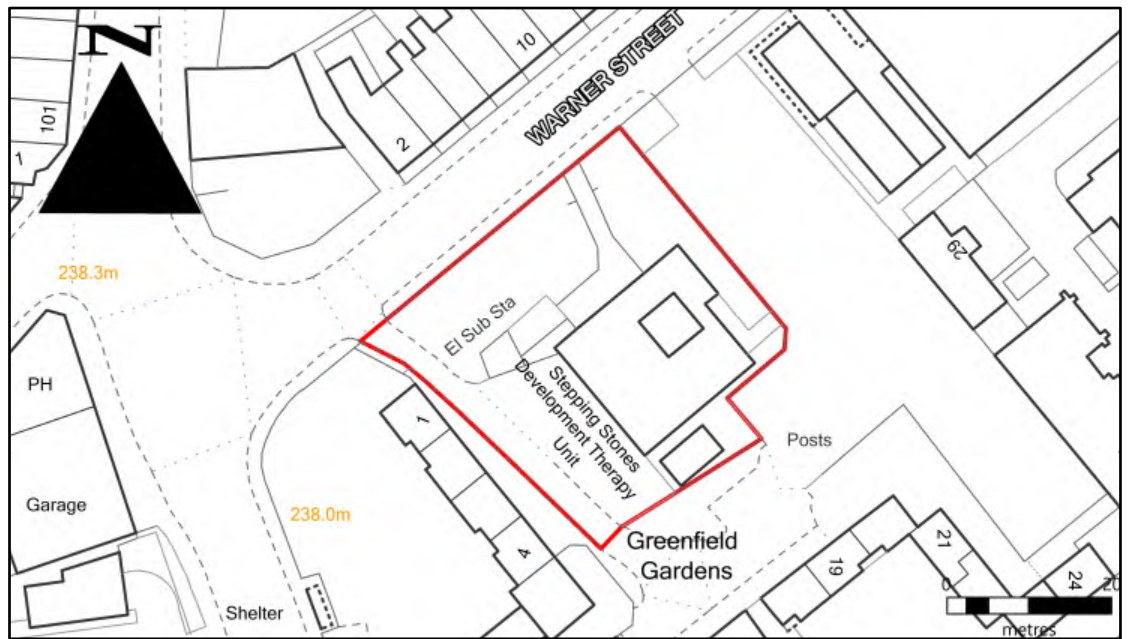 N
10
WARNER STREET
101
1
2
29
238.3m
El Sub Sta
PH
Stepping Stones
Development Therapy
Unit
1
Posts
Garage
238.0m
4
Greenfield
Gardens
19
21
24
Shelter
0
20
metres